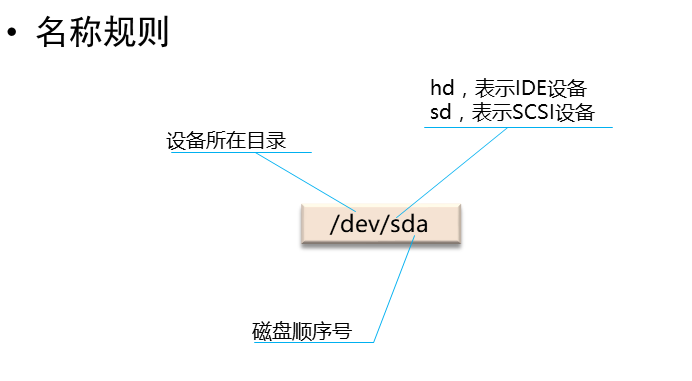 • 名称规则
hd，表示IDE设备
sd，表示SCSI设备
设备所在目录
/dev/sda
磁盘顺序号